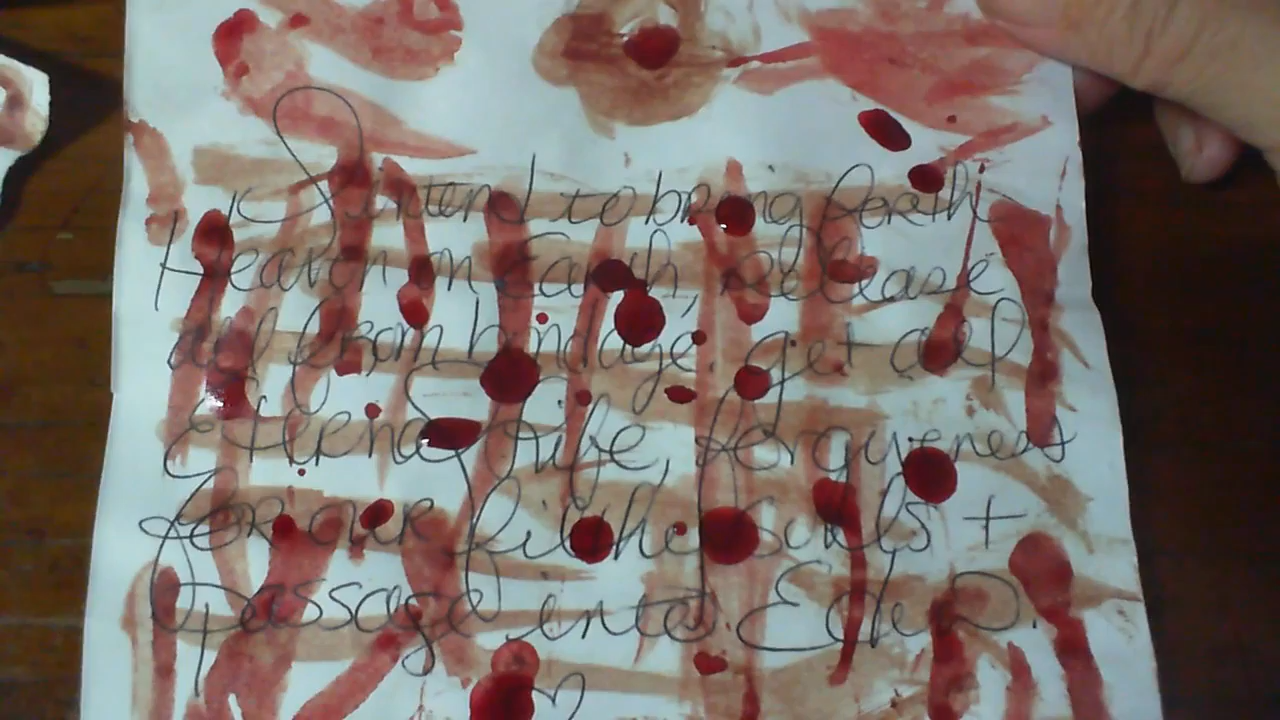 I intend to bring forth
Heaven on Earth, release
all from bondage. get all
Eternal Life, forgiveness
for our filthy souls +
passage into Eden.